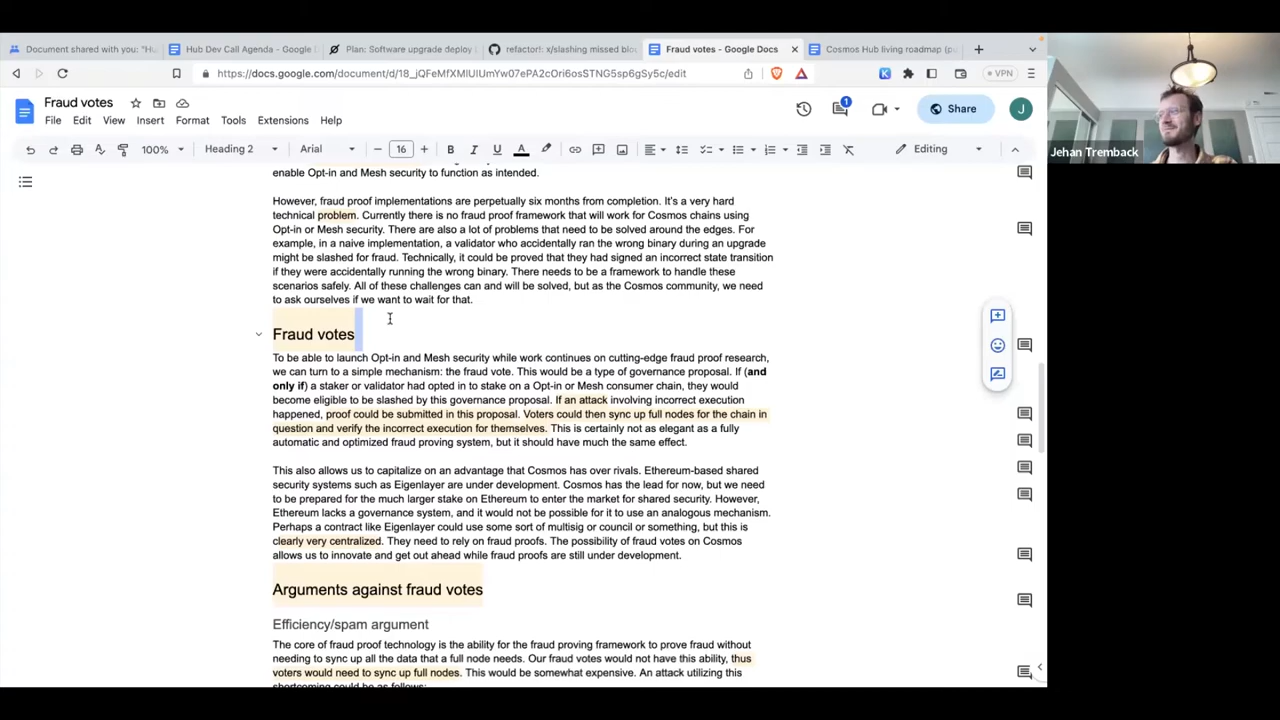 Document shared with you: "Hu
Hub Dev Call Agenda - Google D
Plan: Software upgrade deploy
refactor!: x/slashing missed blo
Fraud votes - Google Docs
Cosmos Hub living roadmap (pu
https://docs.google.com/document/d/18_jQFeMfXMlUlUmYw07ePA2cOri6osSTNG5sp6gSy5c/edit
VPN
Fraud votes
File Edit View Insert Format Tools Extensions Help
1
Share
J
100% Heading 2 Arial 16 B I U A Editing
Jehan Tremback
enable Opt-in and Mesh security to function as intended.
However, fraud proof implementations are perpetually six months from completion. It's a very hard
technical problem. Currently there is no fraud proof framework that will work for Cosmos chains using
Opt-in or Mesh security. There are also a lot of problems that need to be solved around the edges. For
example, in a naive implementation, a validator who accidentally ran the wrong binary during an upgrade
might be slashed for fraud. Technically, it could be proved that they had signed an incorrect state transition
if they were accidentally running the wrong binary. There needs to be a framework to handle these
scenarios safely. All of these challenges can and will be solved, but as the Cosmos community, we need
to ask ourselves if we want to wait for that.
Fraud votes
To be able to launch Opt-in and Mesh security while work continues on cutting-edge fraud proof research,
we can turn to a simple mechanism: the fraud vote. This would be a type of governance proposal. If (and
only if) a staker or validator had opted in to stake on a Opt-in or Mesh consumer chain, they would
become eligible to be slashed by this governance proposal. If an attack involving incorrect execution
happened, proof could be submitted in this proposal. Voters could then sync up full nodes for the chain in
question and verify the incorrect execution for themselves. This is certainly not as elegant as a fully
automatic and optimized fraud proving system, but it should have much the same effect.
This also allows us to capitalize on an advantage that Cosmos has over rivals. Ethereum-based shared
security systems such as Eigenlayer are under development. Cosmos has the lead for now, but we need
to be prepared for the much larger stake on Ethereum to enter the market for shared security. However,
Ethereum lacks a governance system, and it would not be possible for it to use an analogous mechanism.
Perhaps a contract like Eigenlayer could use some sort of multisig or council or something, but this is
clearly very centralized. They need to rely on fraud proofs. The possibility of fraud votes on Cosmos
allows us to innovate and get out ahead while fraud proofs are still under development.
Arguments against fraud votes
Efficiency/spam argument
The core of fraud proof technology is the ability for the fraud proving framework to prove fraud without
needing to sync up all the data that a full node needs. Our fraud votes would not have this ability, thus
voters would need to sync up full nodes. This would be somewhat expensive. An attack utilizing this
shortcoming could be as follows: